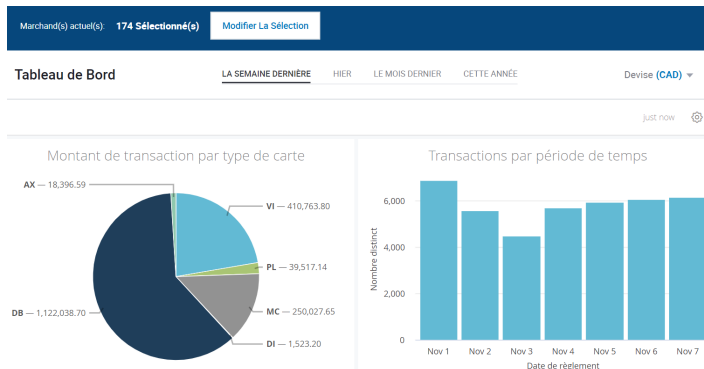 Marchand(s) actuel(s): 174 Sélectionné(s) Modifier La Sélection
Tableau de Bord LA SEMAINE DERNIÈRE HIER LE MOIS DERNIER CETTE ANNÉE Devise (CAD)
just now
Montant de transaction par type de carte
AX — 18,396.59
VI — 410,763.80
PL — 39,517.14
DB — 1,122,038.70
MC — 250,027.65
DI — 1,523.20
Transactions par période de temps
Nombre distinct
6,000
4,000
2,000
0
Nov 1 Nov 2 Nov 3 Nov 4 Nov 5 Nov 6 Nov 7
Date de règlement